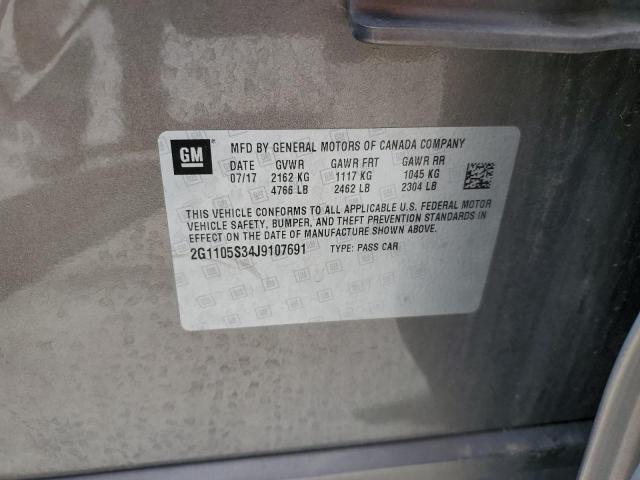 GM
MFD BY GENERAL MOTORS OF CANADA COMPANY
DATE GVWR GAWR FRT GAWR RR
07/17 2162 KG 1117 KG 1045 KG
4766 LB 2462 LB 2304 LB
THIS VEHICLE CONFORMS TO ALL APPLICABLE U.S. FEDERAL MOTOR
VEHICLE SAFETY, BUMPER, AND THEFT PREVENTION STANDARDS IN
EFFECT ON THE DATE OF MANUFACTURE SHOWN ABOVE.
2G1105S34J9107691 TYPE: PASS CAR